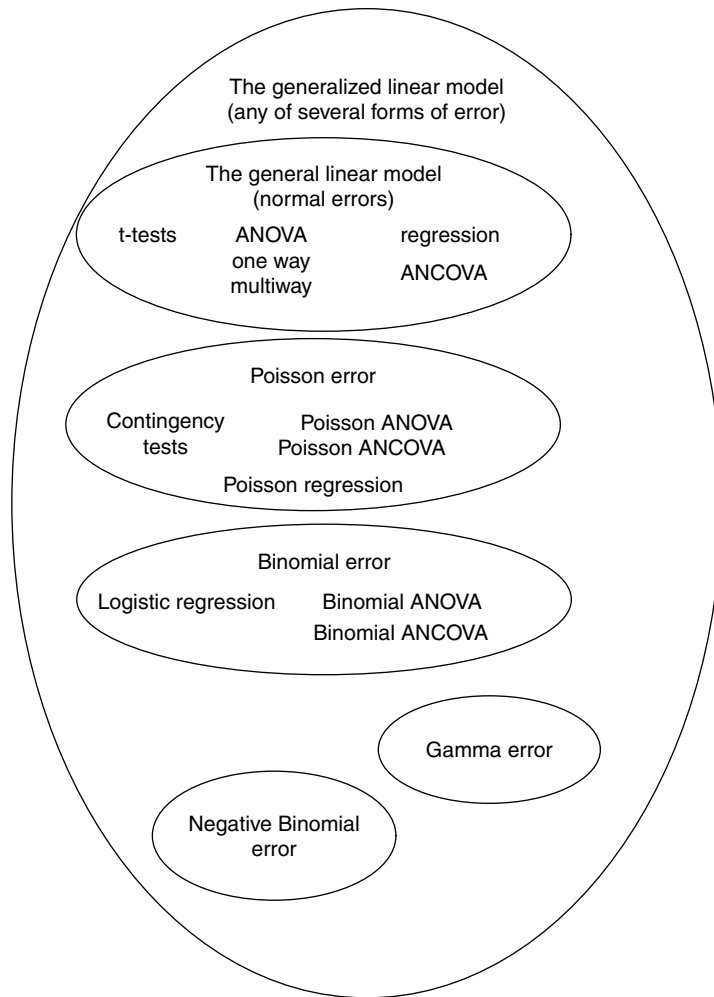 The generalized linear model
(any of several forms of error)
The general linear model
(normal errors)
t-tests ANOVA regression
one way
multiway ANCOVA
Poisson error
Contingency tests Poisson ANOVA
Poisson ANCOVA
Poisson regression
Binomial error
Logistic regression Binomial ANOVA
Binomial ANCOVA
Gamma error
Negative Binomial
error